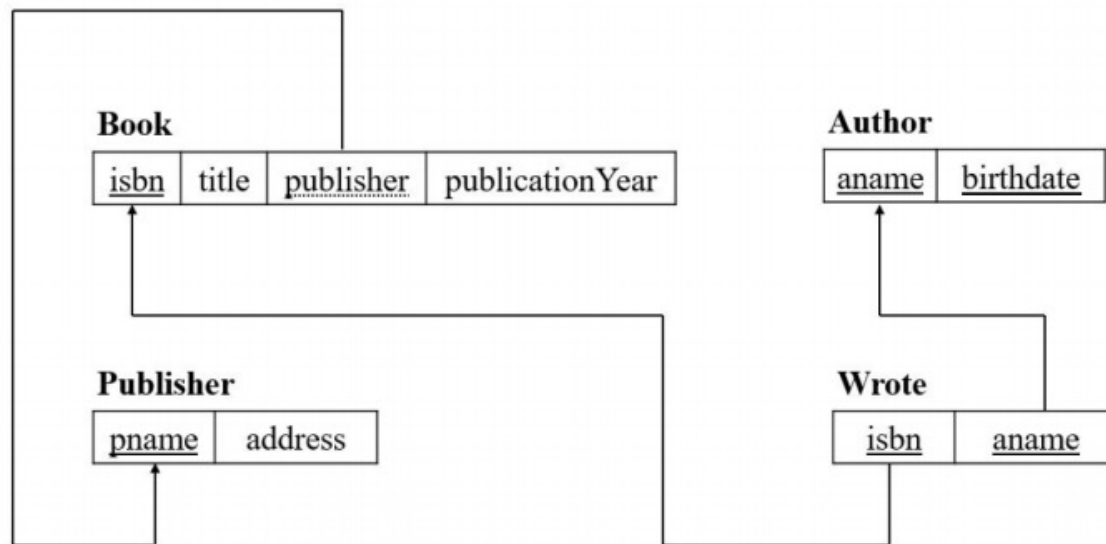 Book
isbn title publisher publicationYear
Author
aname birthdate
Publisher
pname address
Wrote
isbn aname